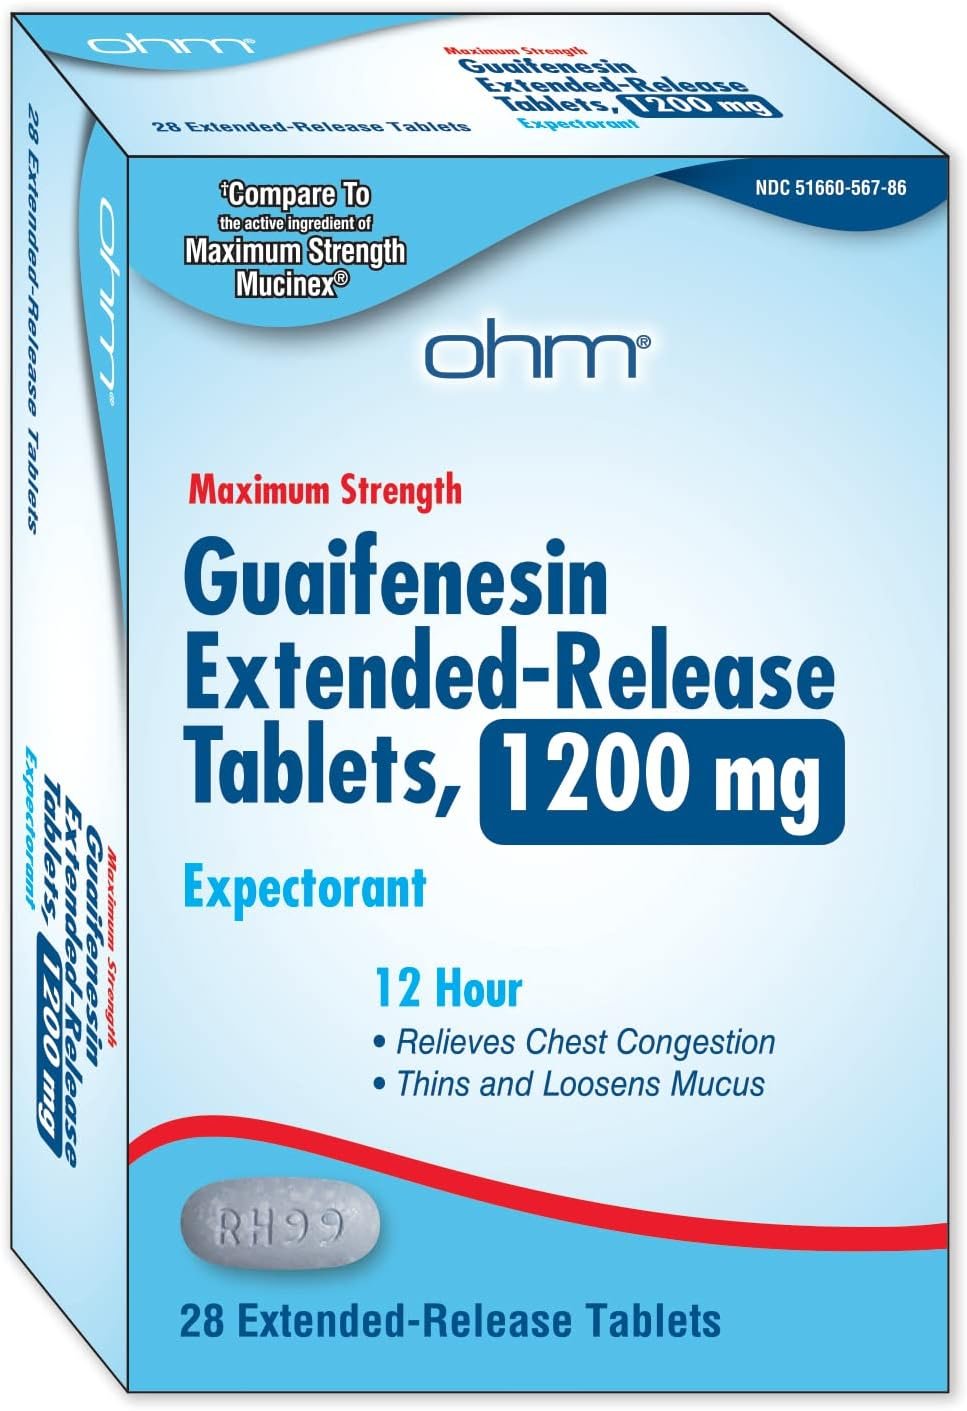 ohm®
Maximum Strength
Guaifenesin
Extended-Release
Tablets, 1200 mg
Expectorant
28 Extended-Release Tablets
†Compare To
the active ingredient of
Maximum Strength
Mucinex®
NDC 51660-567-86
ohm®
Maximum Strength
Guaifenesin
Extended-Release
Tablets, 1200 mg
Expectorant
12 Hour
• Relieves Chest Congestion
• Thins and Loosens Mucus
RH99
28 Extended-Release Tablets
28 Extended-Release Tablets
ohm®
Maximum Strength
Guaifenesin
Extended-Release
Tablets, 1200 mg
Expectorant